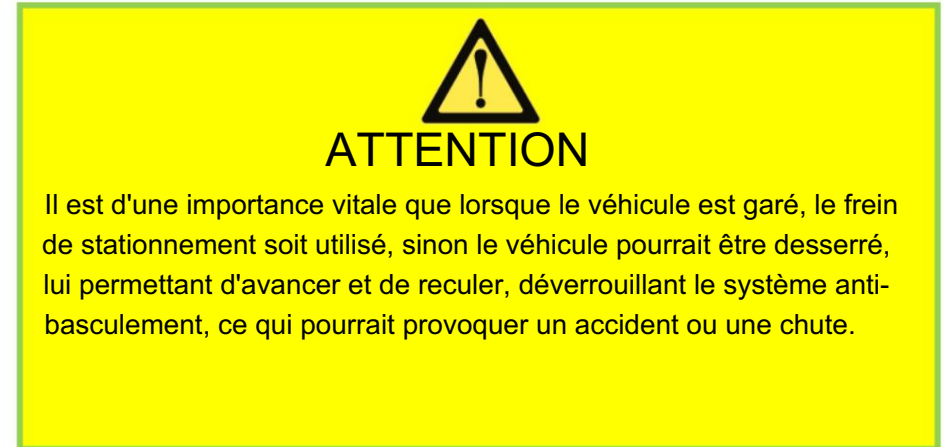 ATTENTION
Il est d'une importance vitale que lorsque le véhicule est garé, le frein
de stationnement soit utilisé, sinon le véhicule pourrait être desserré,
lui permettant d'avancer et de reculer, déverrouillant le système anti-
basculement, ce qui pourrait provoquer un accident ou une chute.